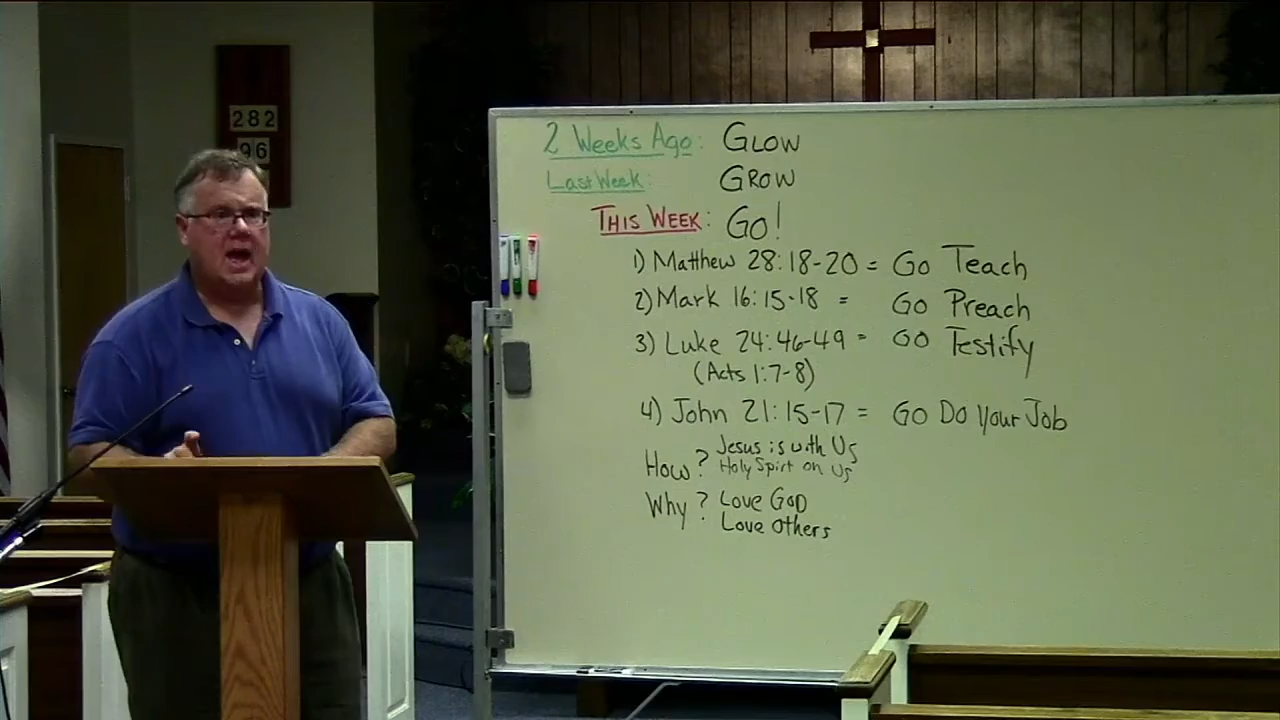 282
96
2 Weeks Ago: GLOW
Last Week: GROW
THIS WEEK: GO!
1) Matthew 28:18-20 = Go Teach
2) Mark 16:15-18 = Go Preach
3) Luke 24:46-49 = Go Testify
(Acts 1:7-8)
4) John 21:15-17 = Go Do Your Job
How? Jesus is with Us
Holy Spirt on Us
Why? Love God
Love Others